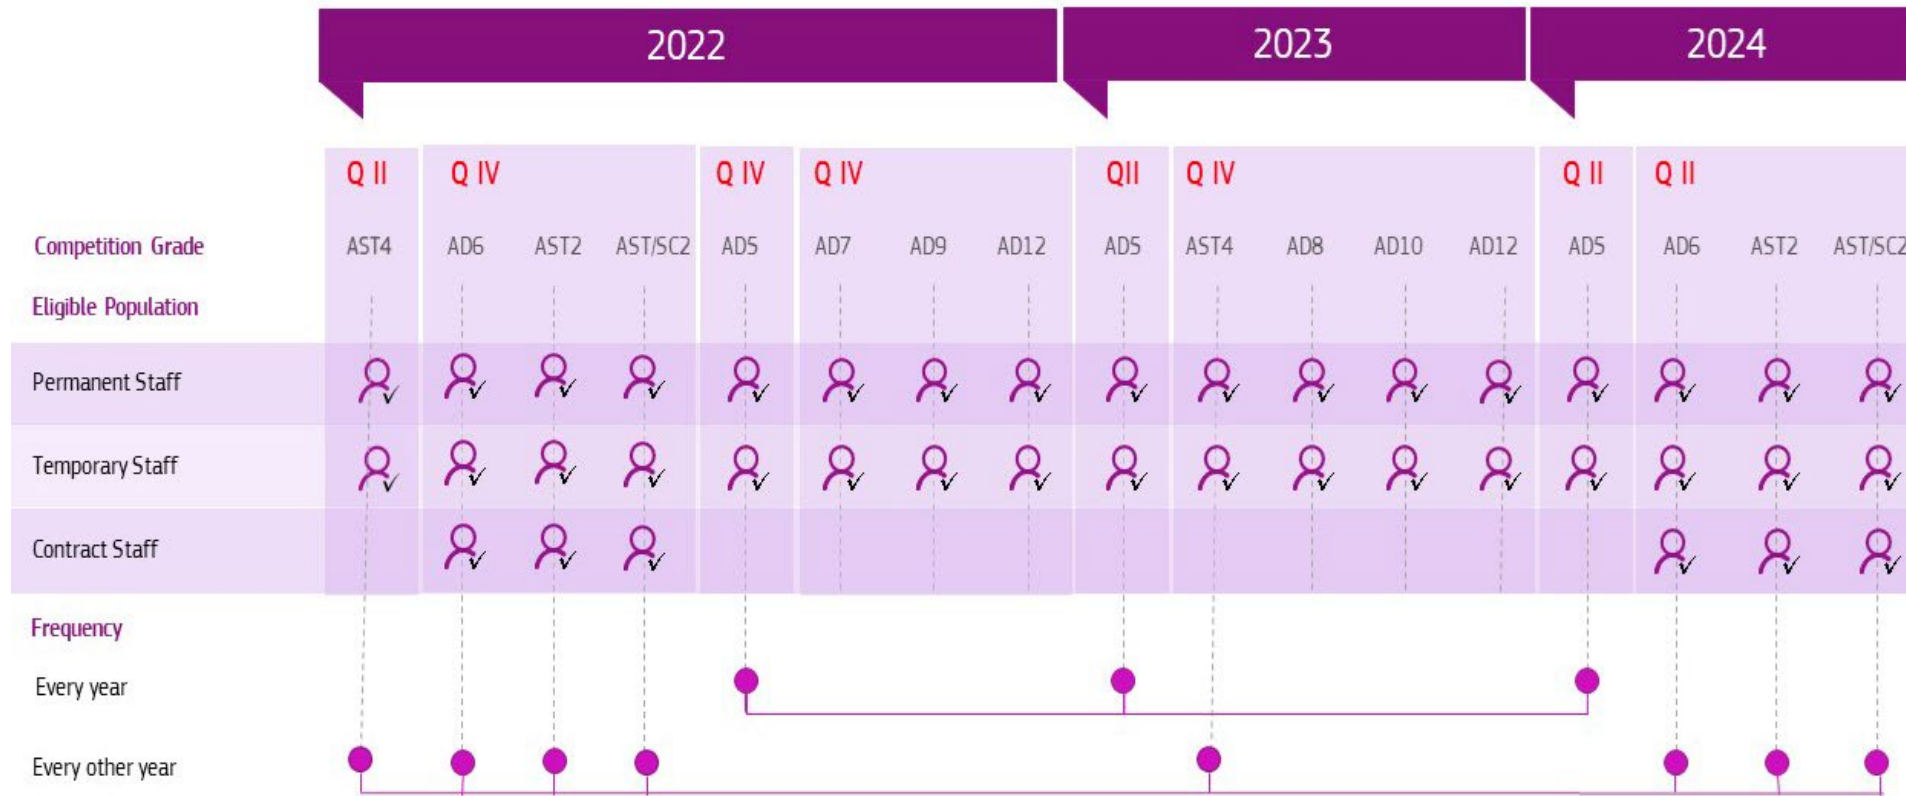 2022 2023 2024
Q II Q IV Q IV Q IV QII Q IV Q II Q II
Competition Grade AST4 AD6 AST2 AST/SC2 AD5 AD7 AD9 AD12 AD5 AST4 AD8 AD10 AD12 AD5 AD6 AST2 AST/SC2
Eligible Population
Permanent Staff
Temporary Staff
Contract Staff
Frequency
Every year
Every other year